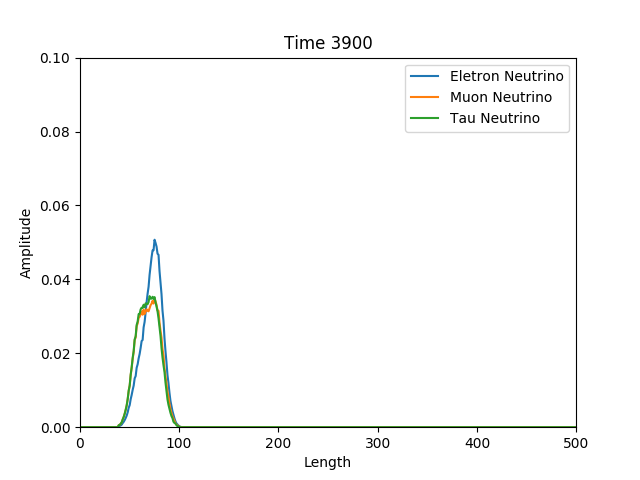 Time 3900
0.10
0.08
0.06
0.04
0.02
0.00
Amplitude
Eletron Neutrino
Muon Neutrino
Tau Neutrino
0
100
200
300
400
500
Length